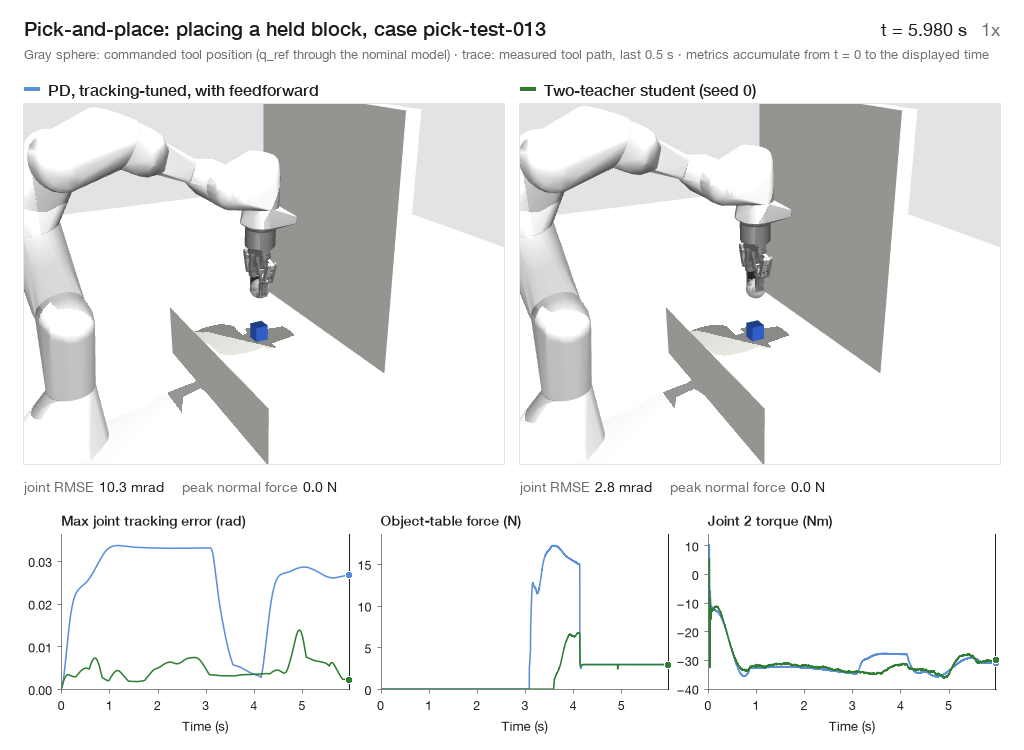 Pick-and-place: placing a held block, case pick-test-013
t = 5.980 s 1x
Gray sphere: commanded tool position (q_ref through the nominal model) · trace: measured tool path, last 0.5 s · metrics accumulate from t = 0 to the displayed time
PD, tracking-tuned, with feedforward
Two-teacher student (seed 0)
joint RMSE 10.3 mrad peak normal force 0.0 N
joint RMSE 2.8 mrad peak normal force 0.0 N
Max joint tracking error (rad)
0.03
0.02
0.01
0.00
0 1 2 3 4 5
Time (s)
Object-table force (N)
15
10
5
0
0 1 2 3 4 5
Time (s)
Joint 2 torque (Nm)
10
0
−10
−20
−30
−40
0 1 2 3 4 5
Time (s)